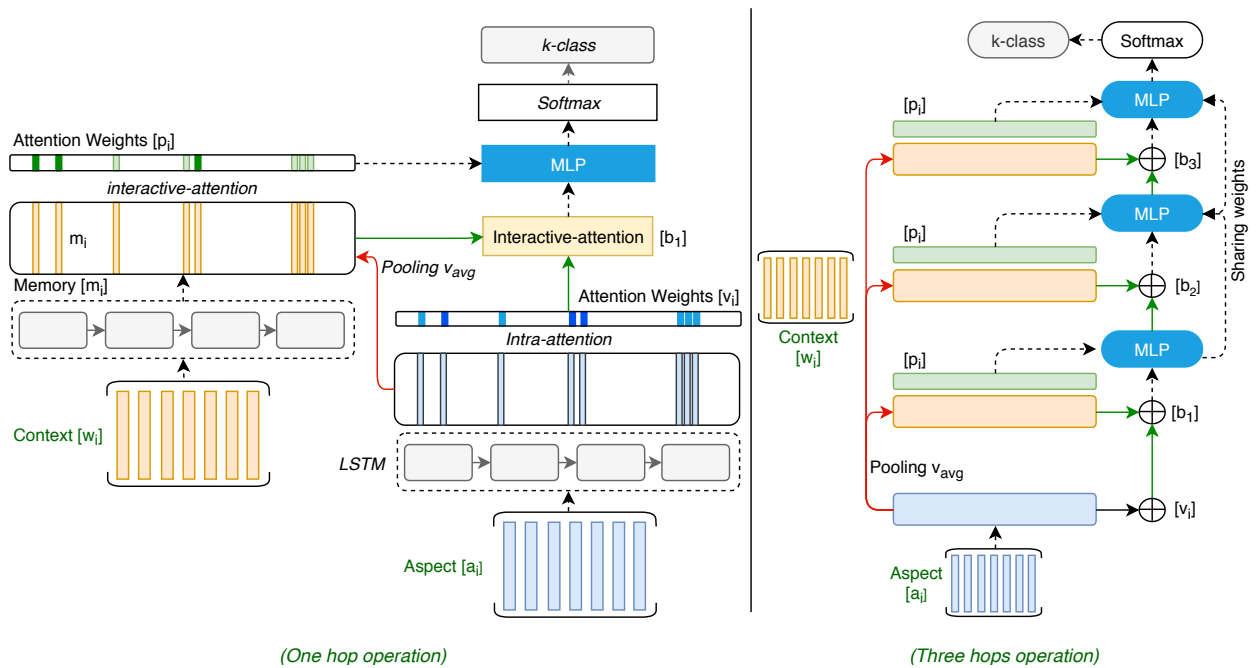 k-class
Softmax
Attention Weights [pi]
MLP
interactive-attention
mi
Interactive-attention
[b1]
Pooling vavg
Memory [mi]
Attention Weights [vi]
Intra-attention
Context [wi]
LSTM
Aspect [ai]
(One hop operation)
k-class
Softmax
[pi]
MLP
[b3]
Sharing weights
[pi]
MLP
[b2]
Context
[wi]
[pi]
MLP
[b1]
Pooling vavg
[vi]
Aspect
[ai]
(Three hops operation)